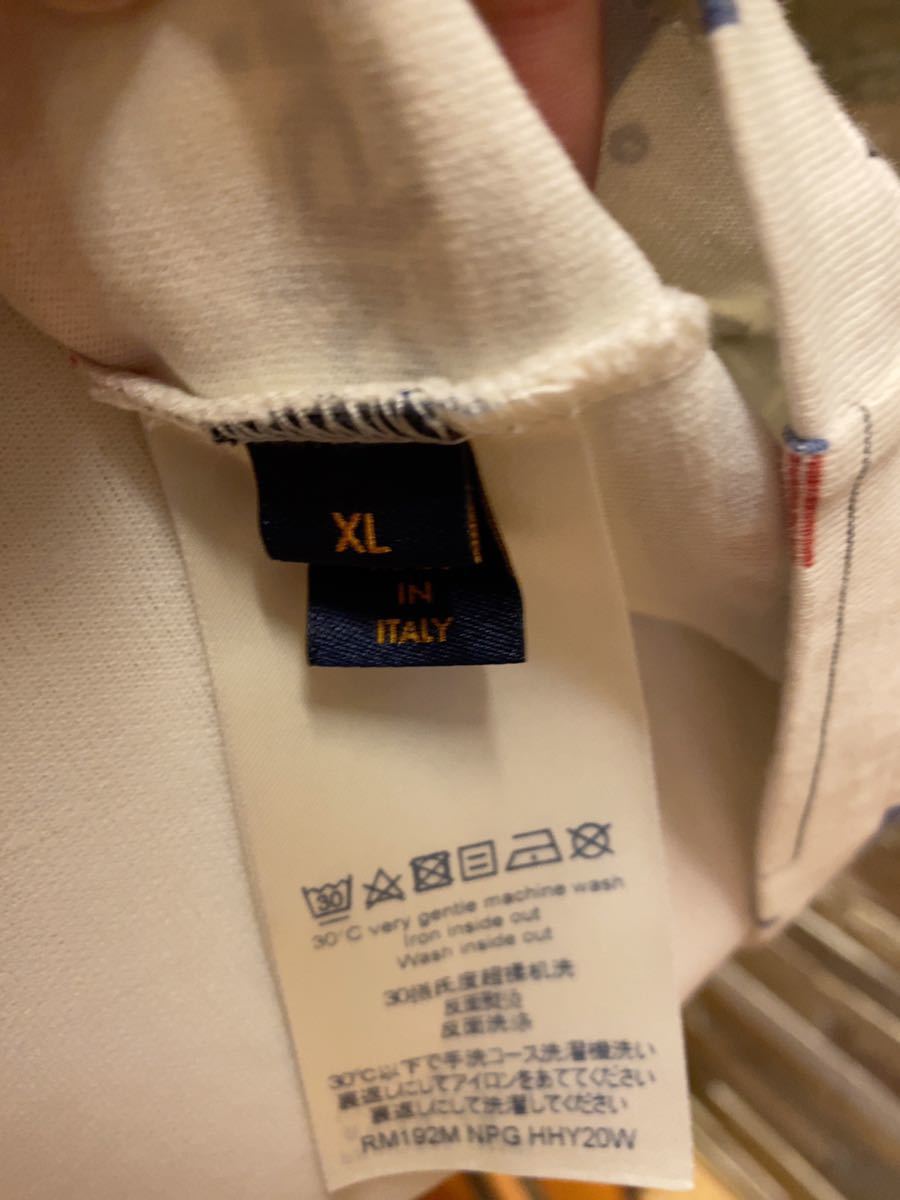 XL
IN
ITALY
30
30°C very gentle machine wash
Iron inside out
Wash inside out
30摄氏度超柔机洗
反面熨汤
反面洗涤
30℃以下で手洗コース洗濯機洗い
裏返しにしてアイロンをあててください
裏返しにして洗濯してください
RM192M NPG HHY20W